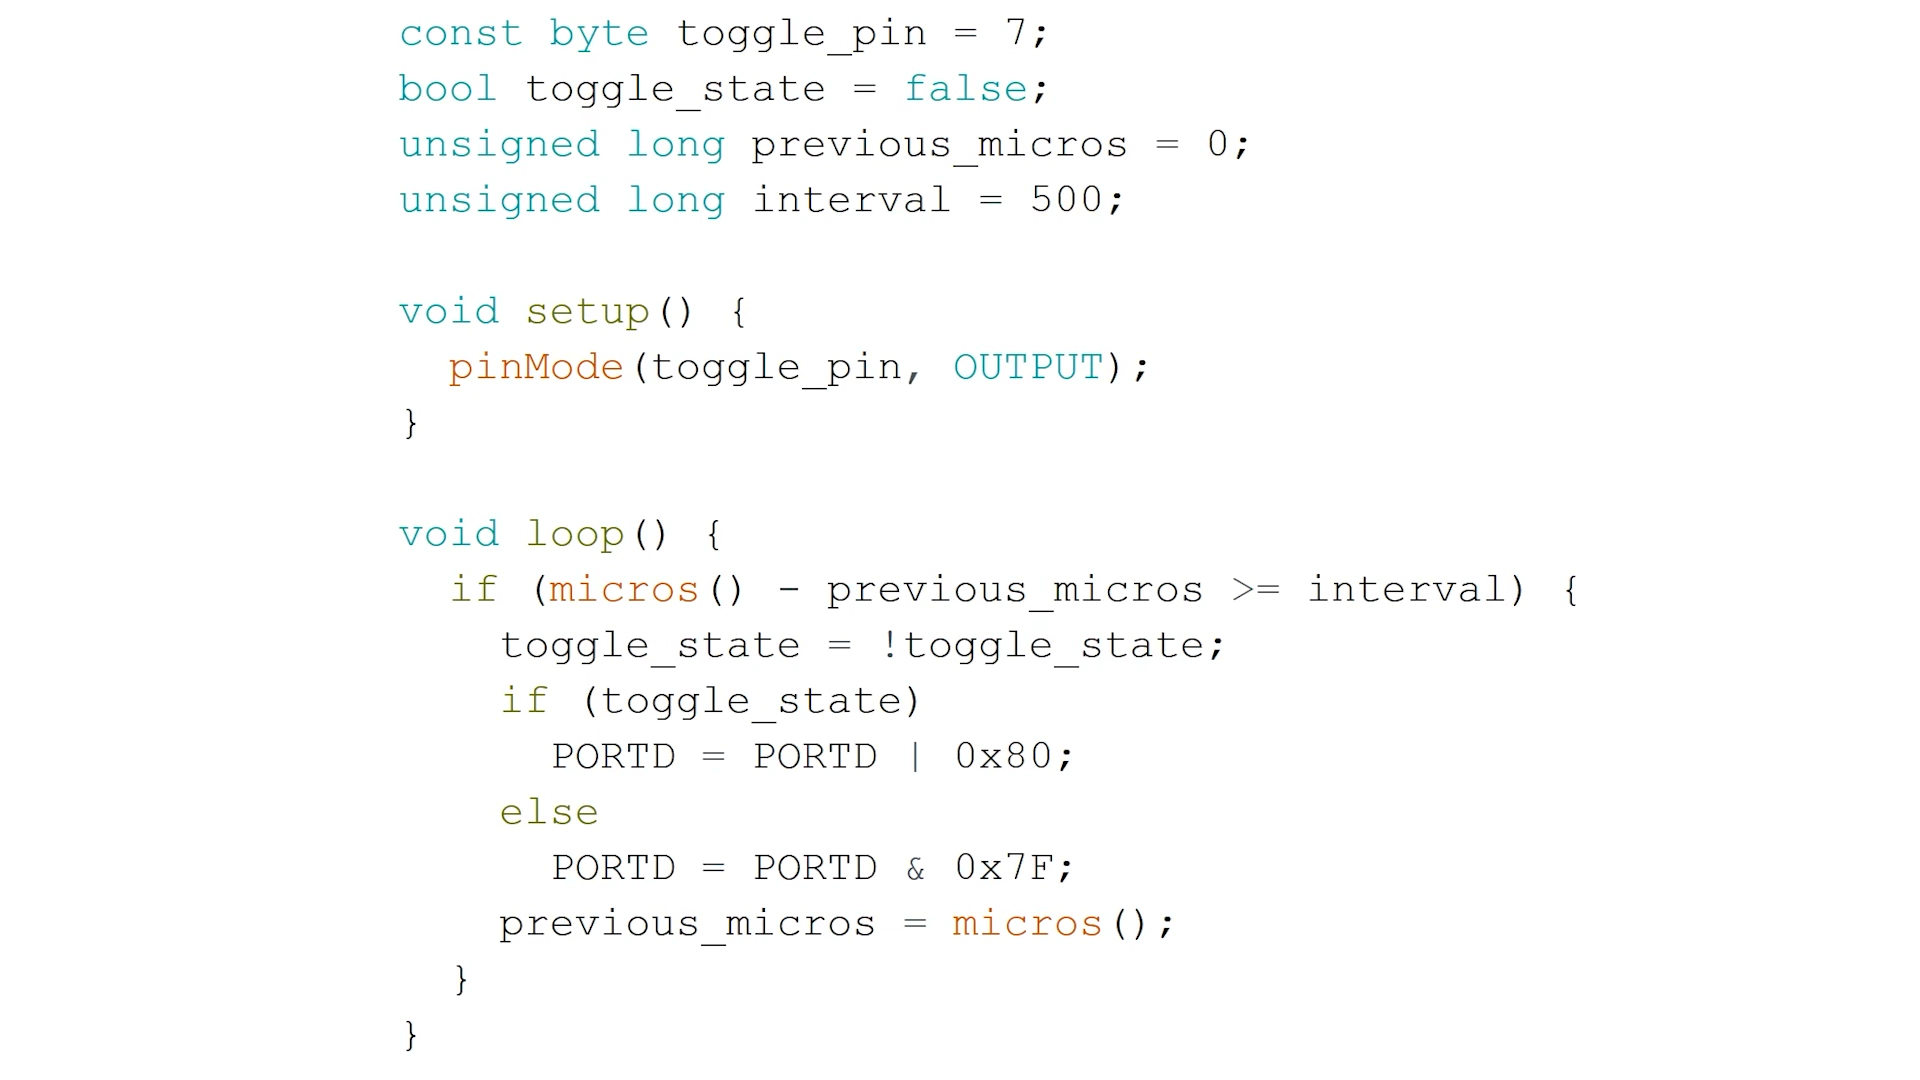 const byte toggle_pin = 7;
bool toggle_state = false;
unsigned long previous_micros = 0;
unsigned long interval = 500;

void setup() {
  pinMode(toggle_pin, OUTPUT);
}

void loop() {
  if (micros() - previous_micros >= interval) {
    toggle_state = !toggle_state;
    if (toggle_state)
      PORTD = PORTD | 0x80;
    else
      PORTD = PORTD & 0x7F;
    previous_micros = micros();
  }
}